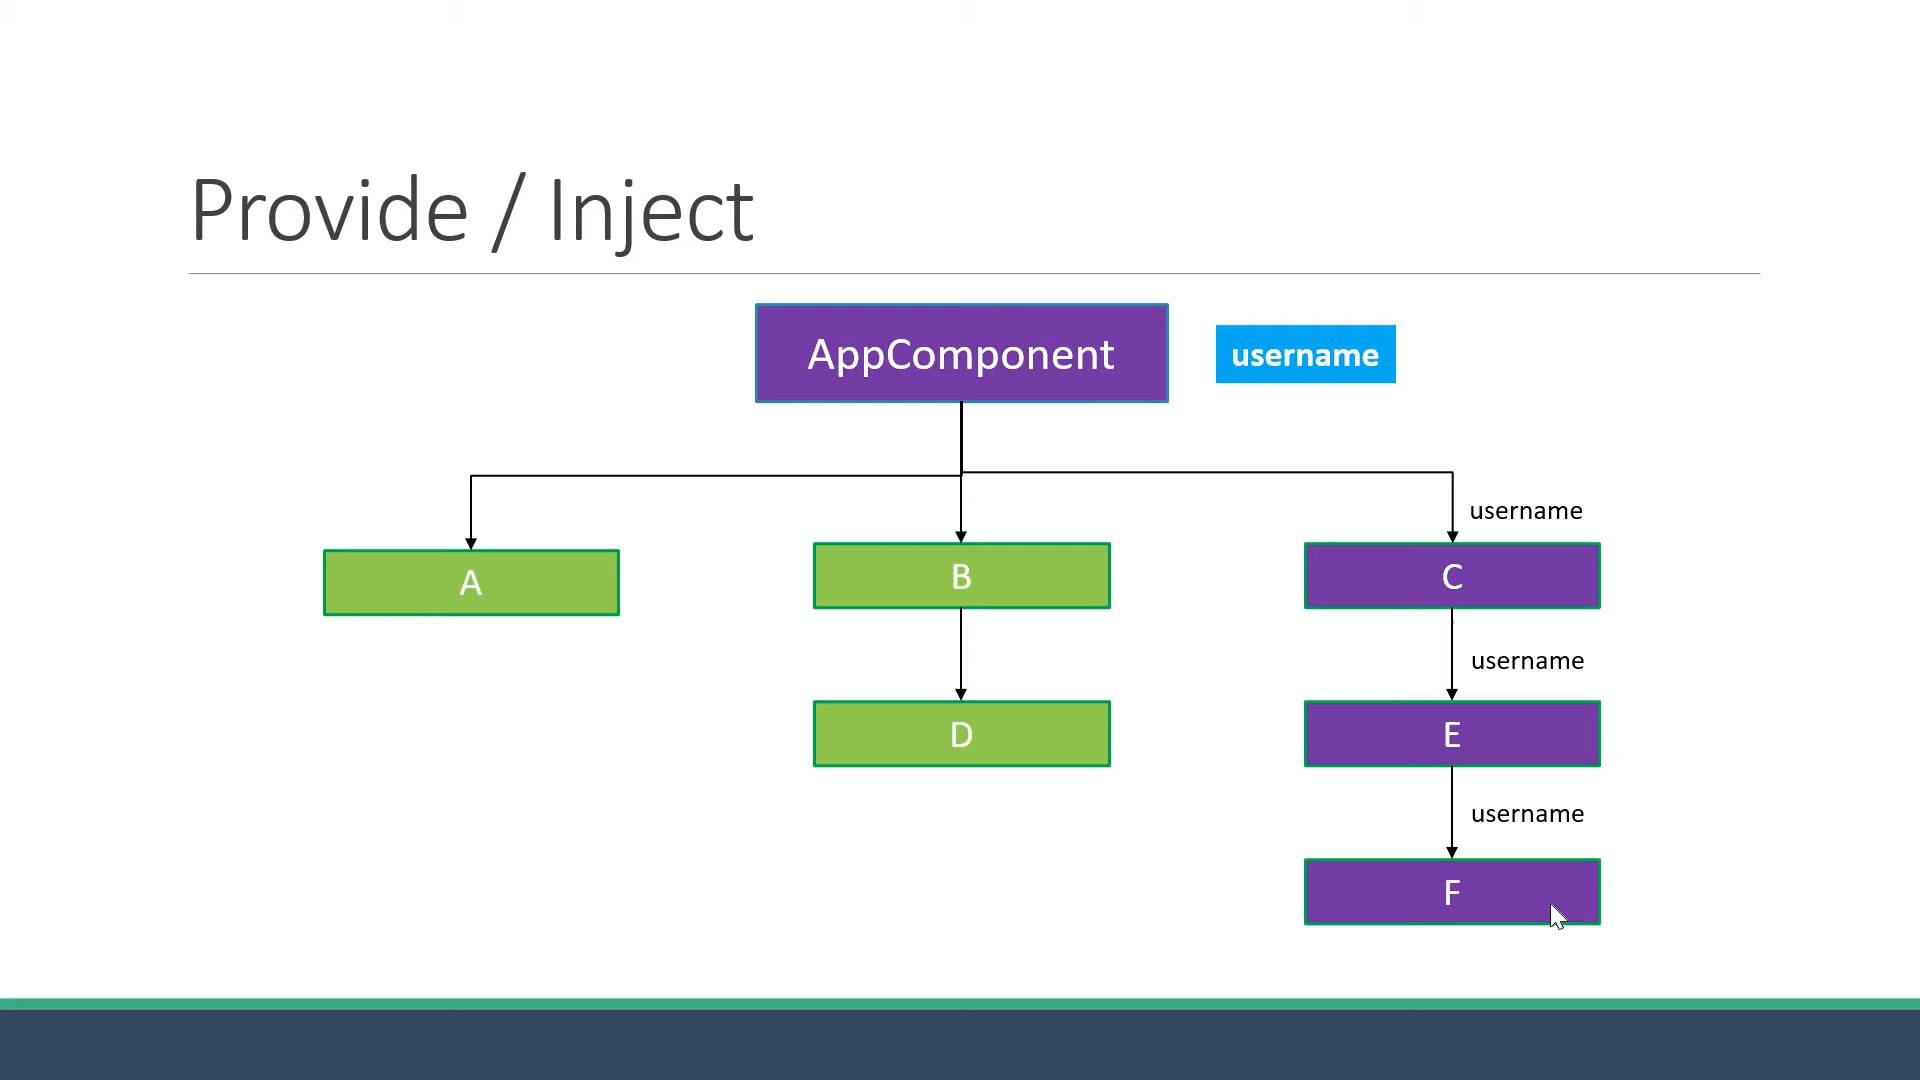 Provide / Inject
AppComponent
username
username
A
B
C
username
D
E
username
F